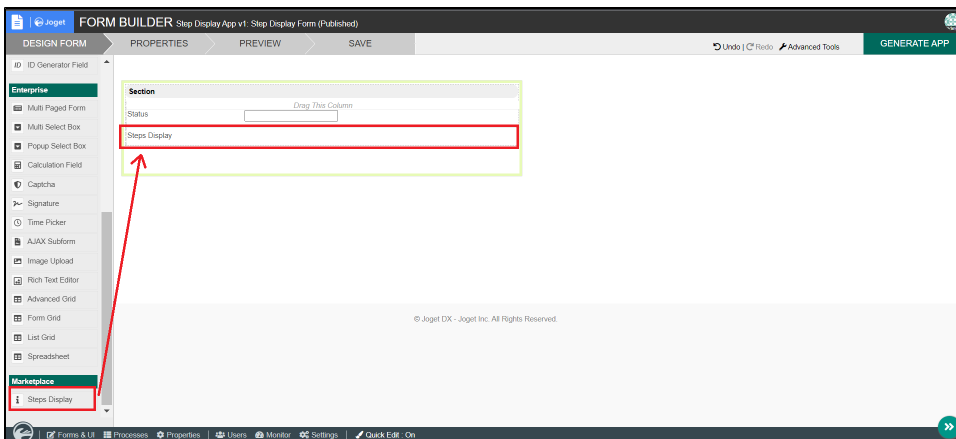 Joget FORM BUILDER Step Display App v1: Step Display Form (Published)
DESIGN FORM PROPERTIES PREVIEW SAVE Undo | Redo Advanced Tools GENERATE APP
ID ID Generator Field
Enterprise
Multi Paged Form
Multi Select Box
Popup Select Box
Calculation Field
Captcha
Signature
Time Picker
AJAX Subform
Image Upload
Rich Text Editor
Advanced Grid
Form Grid
List Grid
Spreadsheet
Marketplace
Steps Display
Section
Drag This Column
Status
Steps Display
© Joget DX - Joget Inc. All Rights Reserved.
Forms & UI Processes Properties | Users Monitor Settings | Quick Edit : On